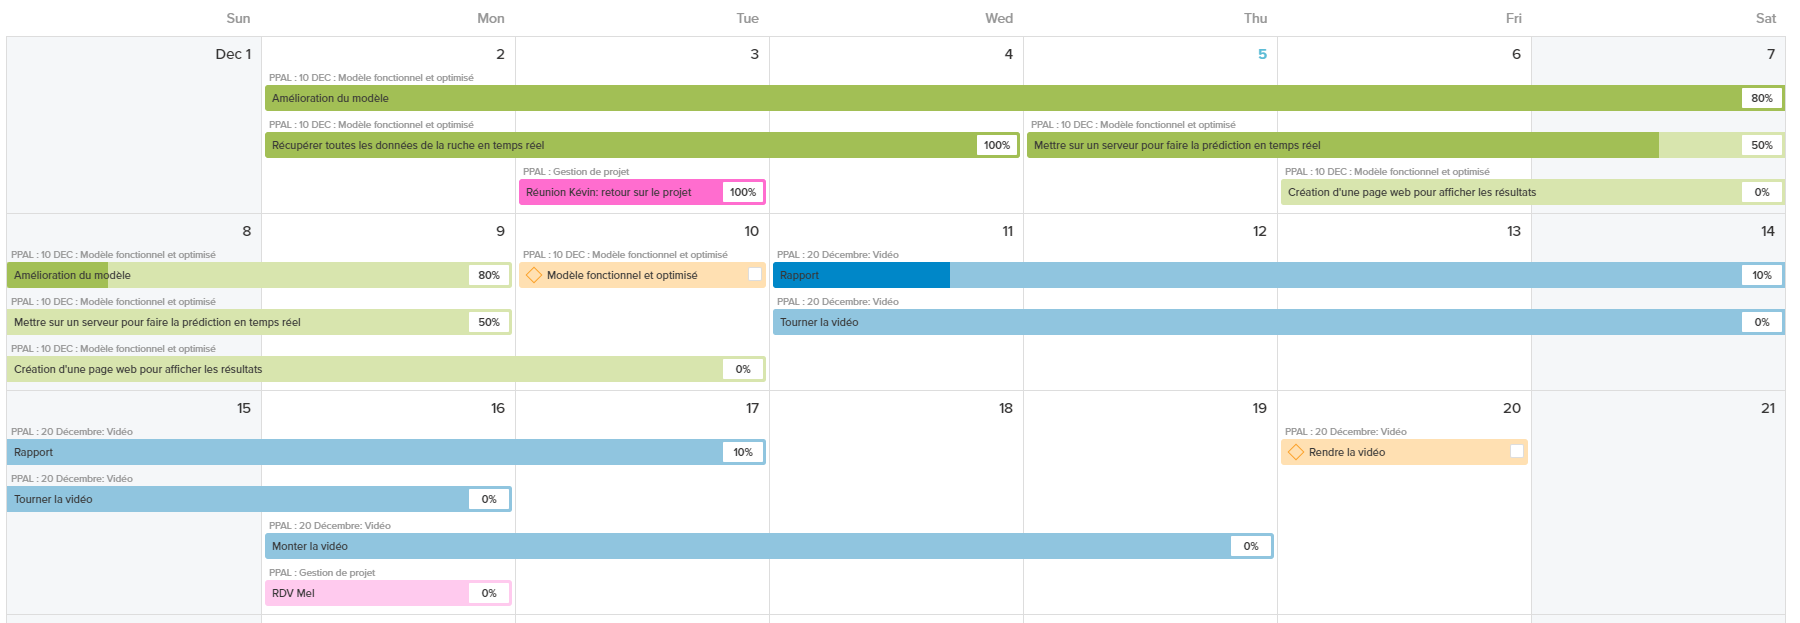 Sun Mon Tue Wed Thu Fri Sat
Dec 1 2 3 4 5 6 7
PPAL : 10 DEC : Modèle fonctionnel et optimisé
Amélioration du modèle 80%
PPAL : 10 DEC : Modèle fonctionnel et optimisé PPAL : 10 DEC : Modèle fonctionnel et optimisé
Récupérer toutes les données de la ruche en temps réel 100% Mettre sur un serveur pour faire la prédiction en temps réel 50%
PPAL : Gestion de projet PPAL : 10 DEC : Modèle fonctionnel et optimisé
Réunion Kévin: retour sur le projet 100% Création d'une page web pour afficher les résultats 0%
8 9 10 11 12 13 14
PPAL : 10 DEC : Modèle fonctionnel et optimisé PPAL : 10 DEC : Modèle fonctionnel et optimisé PPAL : 20 Décembre: Vidéo
Amélioration du modèle 80% Modèle fonctionnel et optimisé Rapport 10%
PPAL : 10 DEC : Modèle fonctionnel et optimisé PPAL : 20 Décembre: Vidéo
Mettre sur un serveur pour faire la prédiction en temps réel 50% Tourner la vidéo 0%
PPAL : 10 DEC : Modèle fonctionnel et optimisé
Création d'une page web pour afficher les résultats 0%
15 16 17 18 19 20 21
PPAL : 20 Décembre: Vidéo PPAL : 20 Décembre: Vidéo
Rapport 10% Rendre la vidéo
PPAL : 20 Décembre: Vidéo
Tourner la vidéo 0%
PPAL : 20 Décembre: Vidéo
Monter la vidéo 0%
PPAL : Gestion de projet
RDV Mel 0%